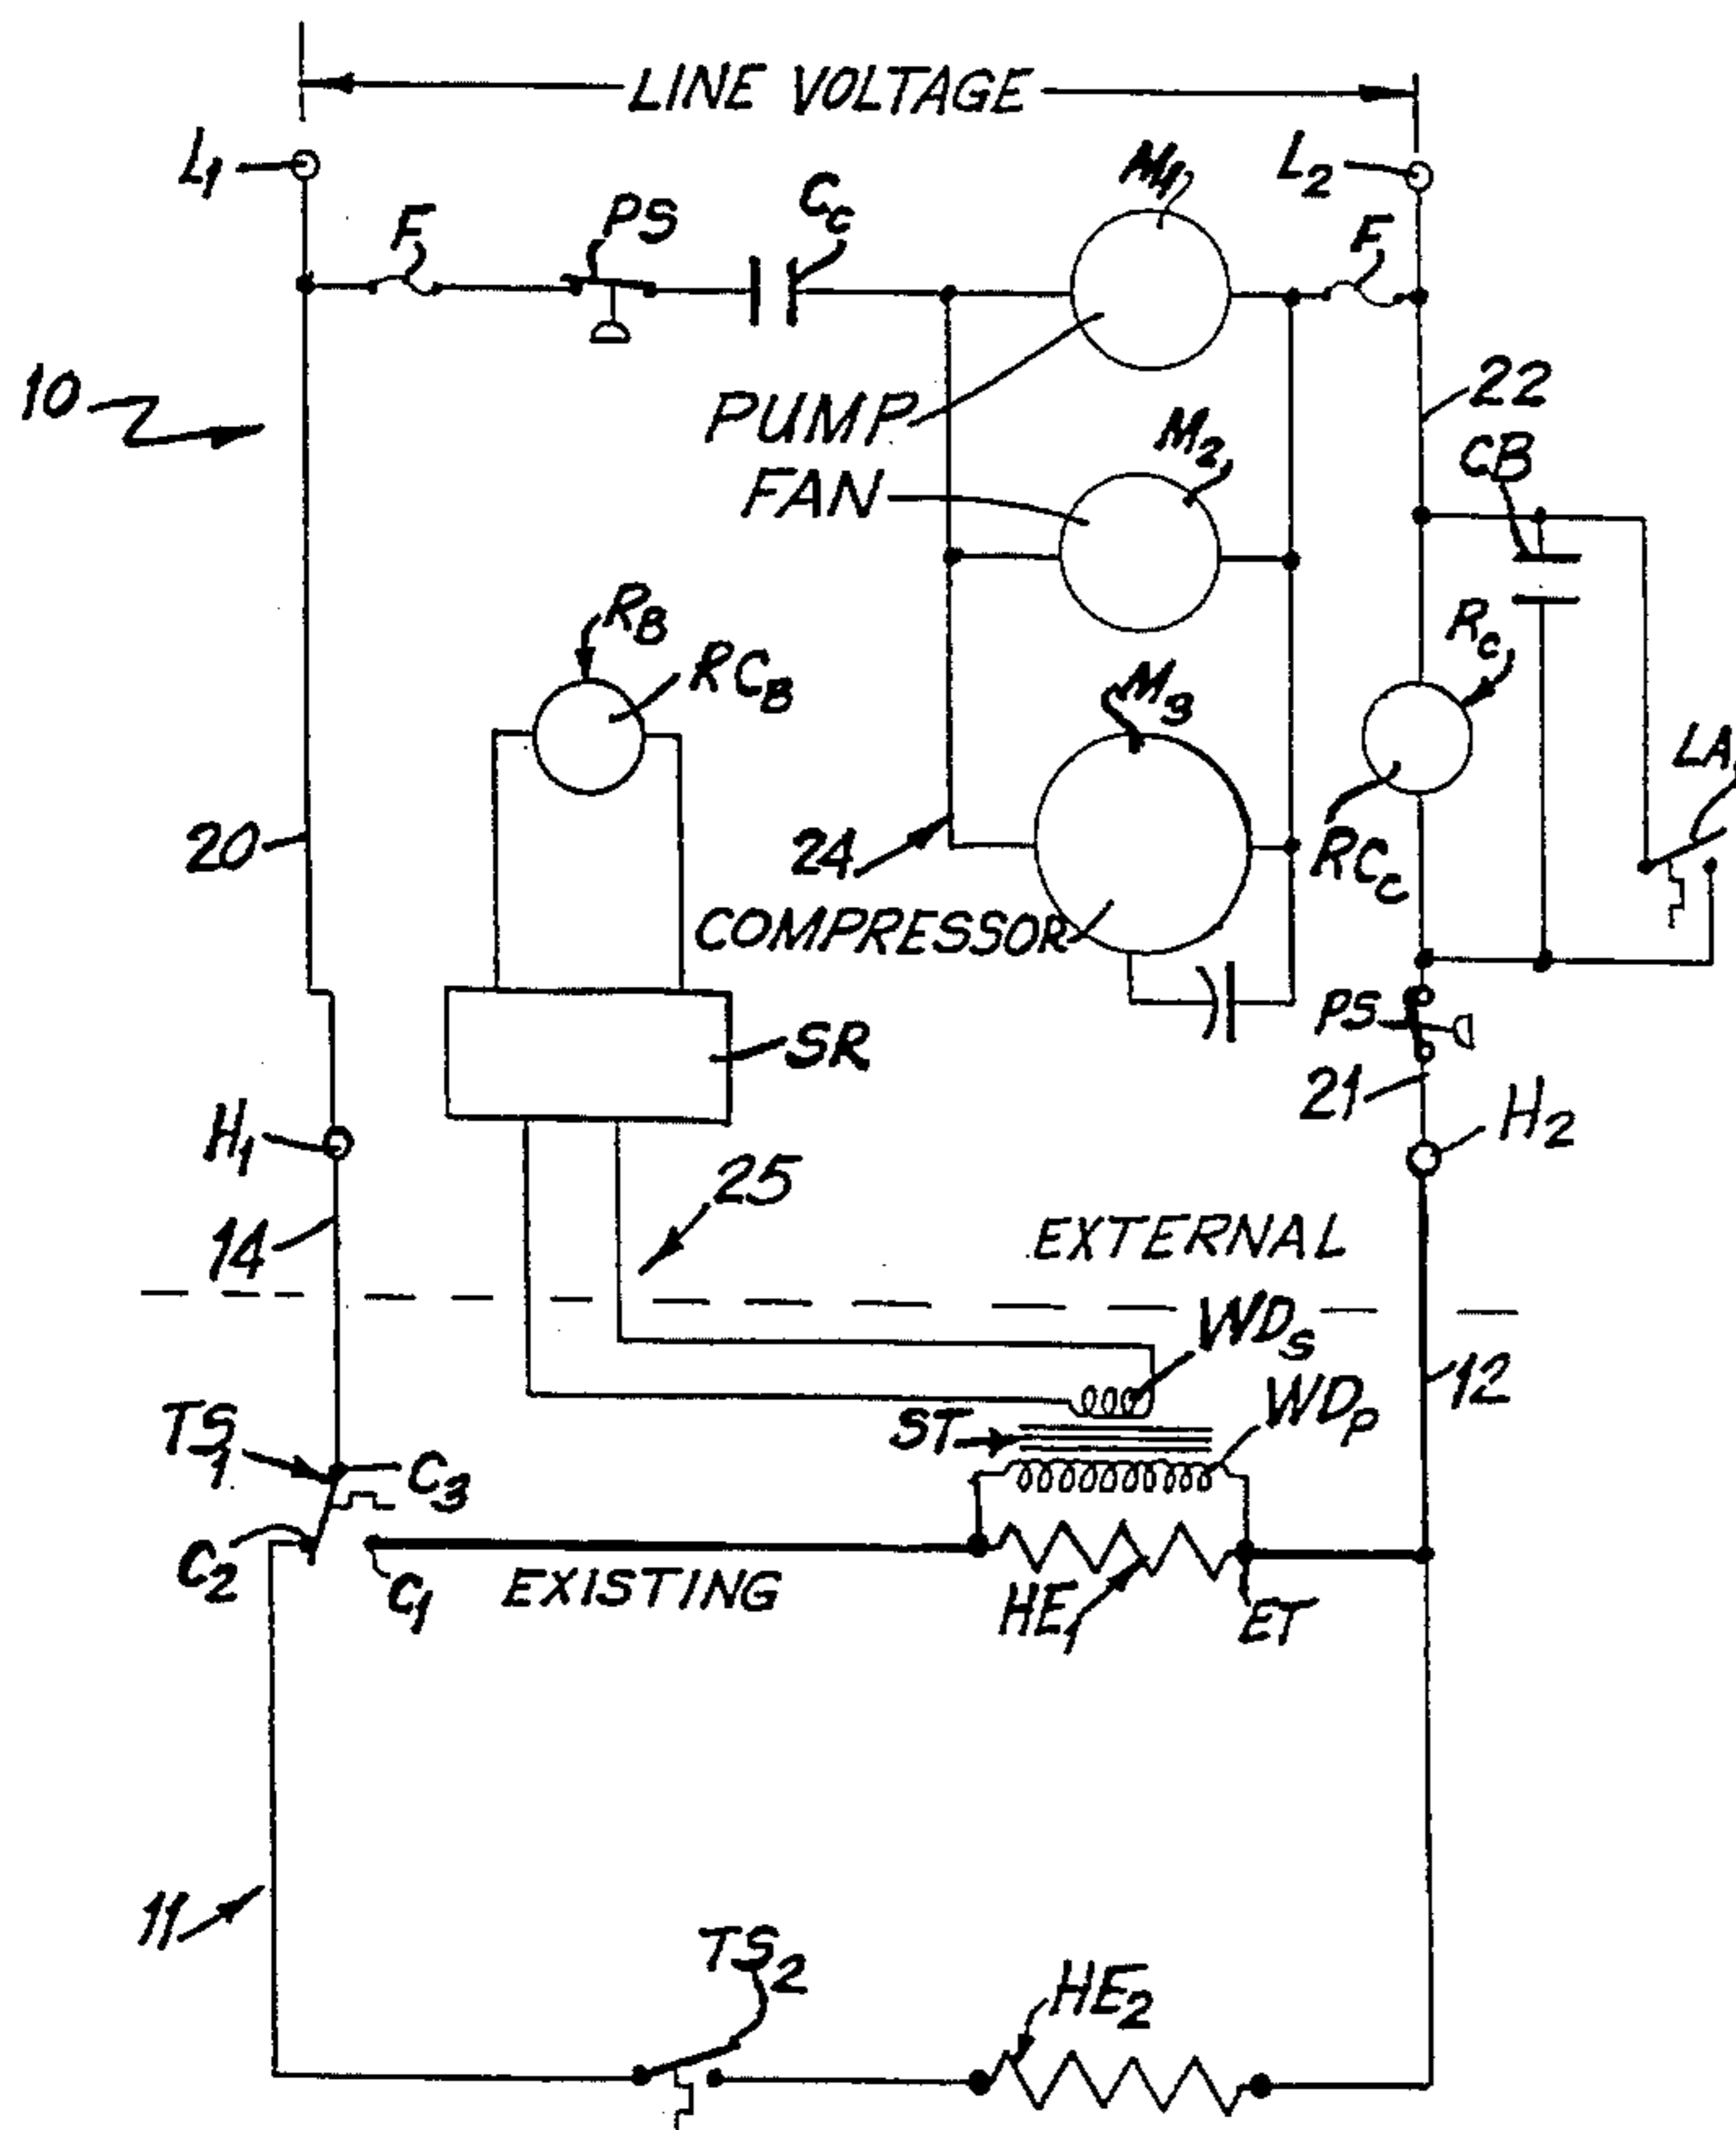 LINE VOLTAGE
L1
L2
F
PS
Cc
M1
F
10
PUMP
22
M2
CB
FAN
RB
RCB
Rc
M3
LA
20
24
RCc
COMPRESSOR
PS
SR
21
H1
H2
25
14
EXTERNAL
WDs
12
TS1
ST
WDP
C3
C2
C1
EXISTING
HE1
ET
11
TS2
HE2